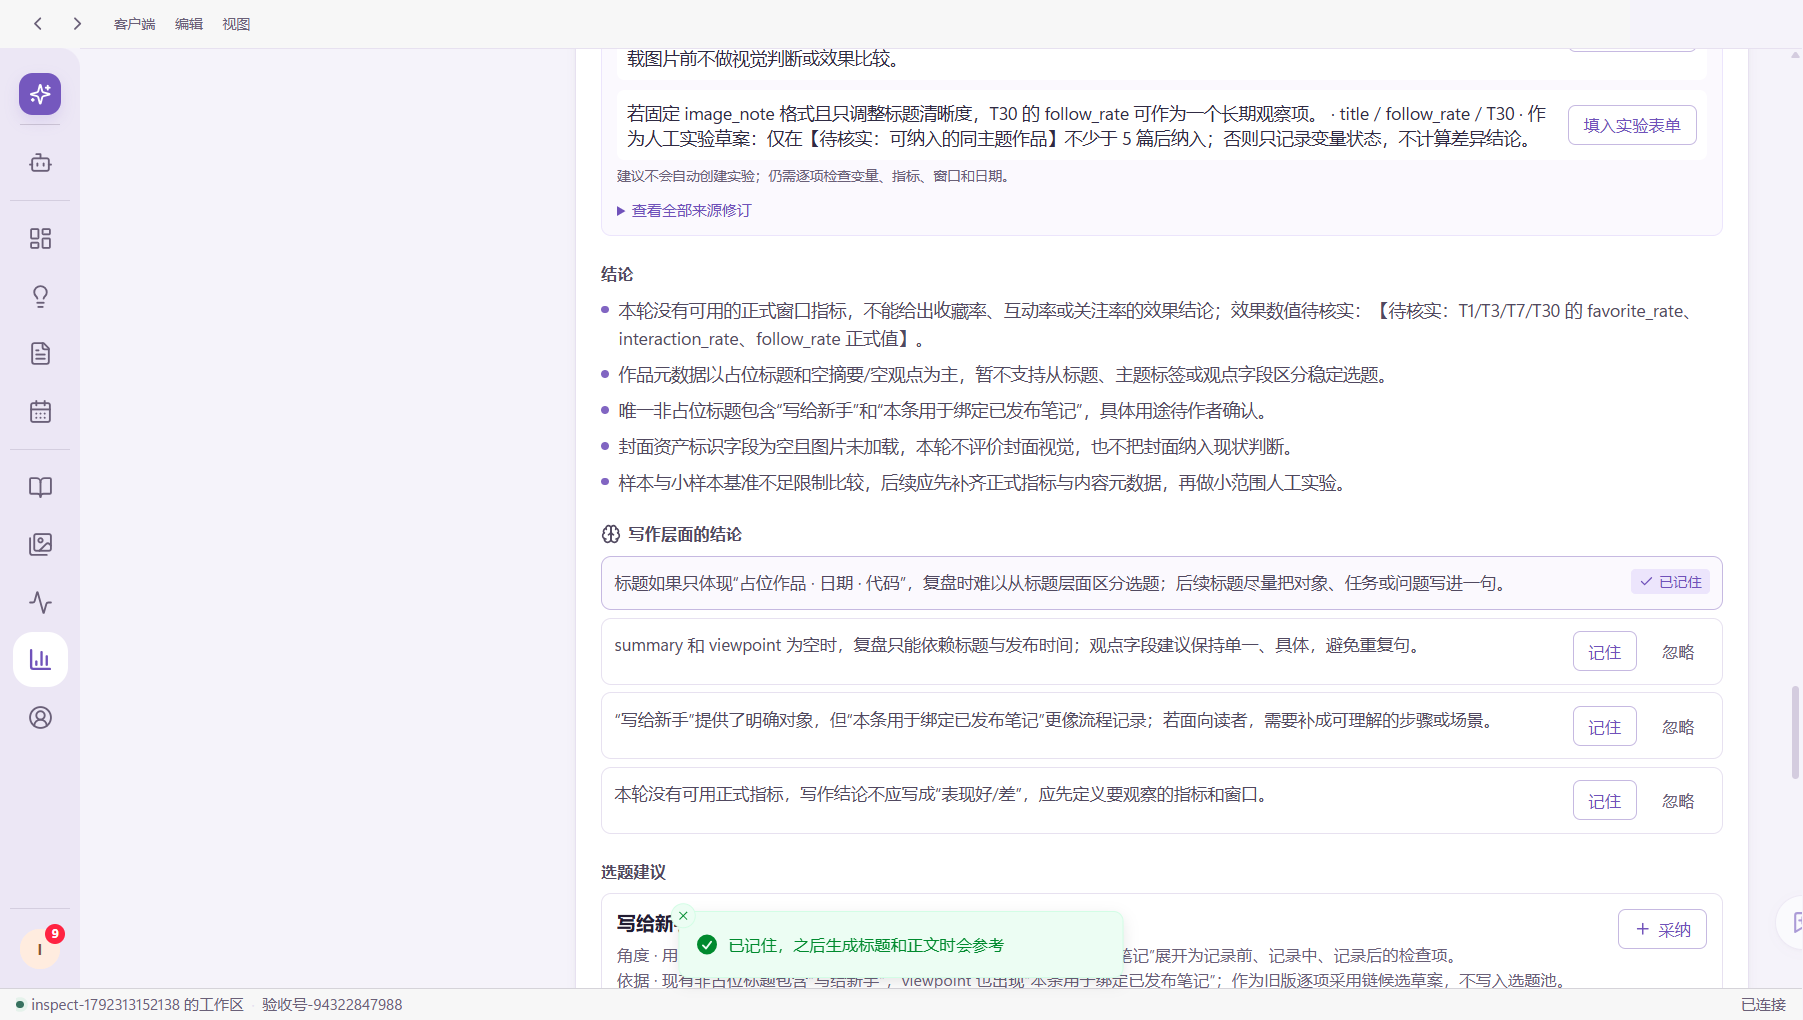 客户端 编辑 视图
载图片前不做视觉判断或效果比较。
若固定 image_note 格式且只调整标题清晰度，T30 的 follow_rate 可作为一个长期观察项。 · title / follow_rate / T30 · 作
为人工实验草案：仅在【待核实：可纳入的同主题作品】不少于 5 篇后纳入；否则只记录变量状态，不计算差异结论。
填入实验表单
建议不会自动创建实验；仍需逐项检查变量、指标、窗口和日期。
查看全部来源修订
结论
本轮没有可用的正式窗口指标，不能给出收藏率、互动率或关注率的效果结论；效果数值待核实：【待核实：T1/T3/T7/T30 的 favorite_rate、
interaction_rate、follow_rate 正式值】。
作品元数据以占位标题和空摘要/空观点为主，暂不支持从标题、主题标签或观点字段区分稳定选题。
唯一非占位标题包含“写给新手”和“本条用于绑定已发布笔记”，具体用途待作者确认。
封面资产标识字段为空且图片未加载，本轮不评价封面视觉，也不把封面纳入现状判断。
样本与小样本基准不足限制比较，后续应先补齐正式指标与内容元数据，再做小范围人工实验。
写作层面的结论
标题如果只体现“占位作品 · 日期 · 代码”，复盘时难以从标题层面区分选题；后续标题尽量把对象、任务或问题写进一句。
已记住
summary 和 viewpoint 为空时，复盘只能依赖标题与发布时间；观点字段建议保持单一、具体，避免重复句。
记住 忽略
“写给新手”提供了明确对象，但“本条用于绑定已发布笔记”更像流程记录；若面向读者，需要补成可理解的步骤或场景。
记住 忽略
本轮没有可用正式指标，写作结论不应写成“表现好/差”，应先定义要观察的指标和窗口。
记住 忽略
选题建议
写给新
采纳
已记住，之后生成标题和正文时会参考
角度 · 用 笔记”展开为记录前、记录中、记录后的检查项。
依据 · 现有非占位标题包含“写给新手”，viewpoint 也出现“本条用于绑定已发布笔记”；作为旧版逐项采用链候选草案，不写入选题池。
I
9
inspect-1792313152138 的工作区 · 验收号-94322847988
已连接